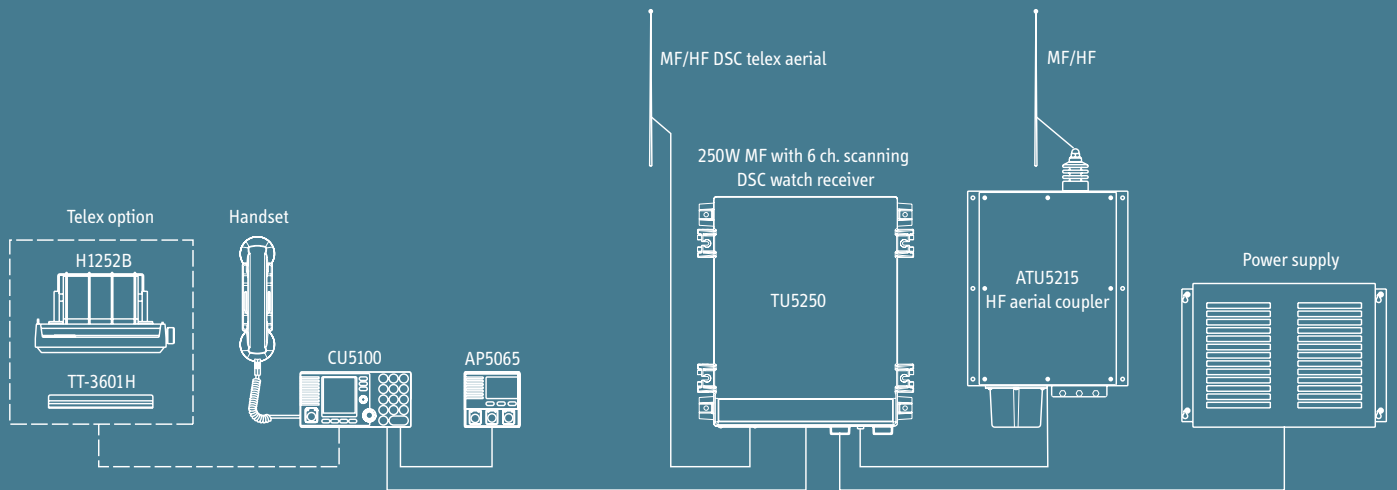 MF/HF DSC telex aerial
MF/HF
250W MF with 6 ch. scanning
DSC watch receiver
Telex option
Handset
H1252B
TT-3601H
CU5100
AP5065
TU5250
ATU5215
HF aerial coupler
Power supply